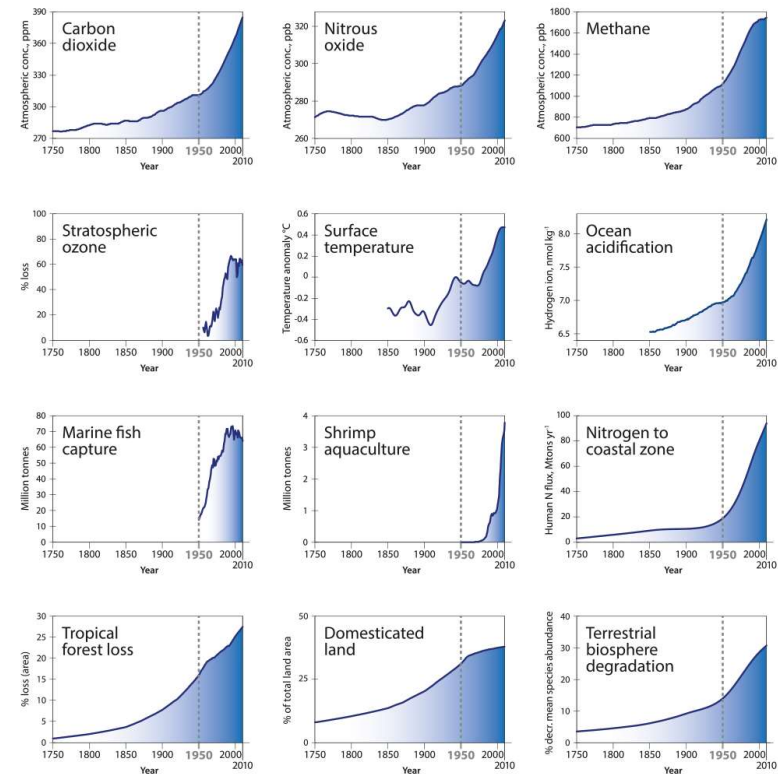 Carbon
dioxide
Atmospheric conc., ppm
390
360
330
300
270
1750 1800 1850 1900 1950 2000 2010
Year
Nitrous
oxide
Atmospheric conc., ppb
320
300
280
260
1750 1800 1850 1900 1950 2000 2010
Year
Methane
Atmospheric conc., ppb
1800
1600
1400
1200
1000
800
600
1750 1800 1850 1900 1950 2000 2010
Year
Stratospheric
ozone
% loss
100
80
60
40
20
0
1750 1800 1850 1900 1950 2000 2010
Year
Surface
temperature
Temperature anomaly °C
0.6
0.4
0.2
0
-0.2
-0.4
-0.6
1750 1800 1850 1900 1950 2000 2010
Year
Ocean
acidification
Hydrogen ion, nmol kg⁻¹
8.0
7.5
7.0
6.5
1750 1800 1850 1900 1950 2000 2010
Year
Marine fish
capture
Million tonnes
80
70
60
50
40
30
20
10
0
1750 1800 1850 1900 1950 2000 2010
Year
Shrimp
aquaculture
Million tonnes
4
3
2
1
0
1750 1800 1850 1900 1950 2000 2010
Year
Nitrogen to
coastal zone
Human N flux, Mtons yr⁻¹
100
80
60
40
20
0
1750 1800 1850 1900 1950 2000 2010
Year
Tropical
forest loss
% loss (area)
30
25
20
15
10
5
0
1750 1800 1850 1900 1950 2000 2010
Year
Domesticated
land
% of total land area
50
25
0
1750 1800 1850 1900 1950 2000 2010
Year
Terrestrial
biosphere
degradation
% decr. mean species abundance
40
30
20
10
0
1750 1800 1850 1900 1950 2000 2010
Year